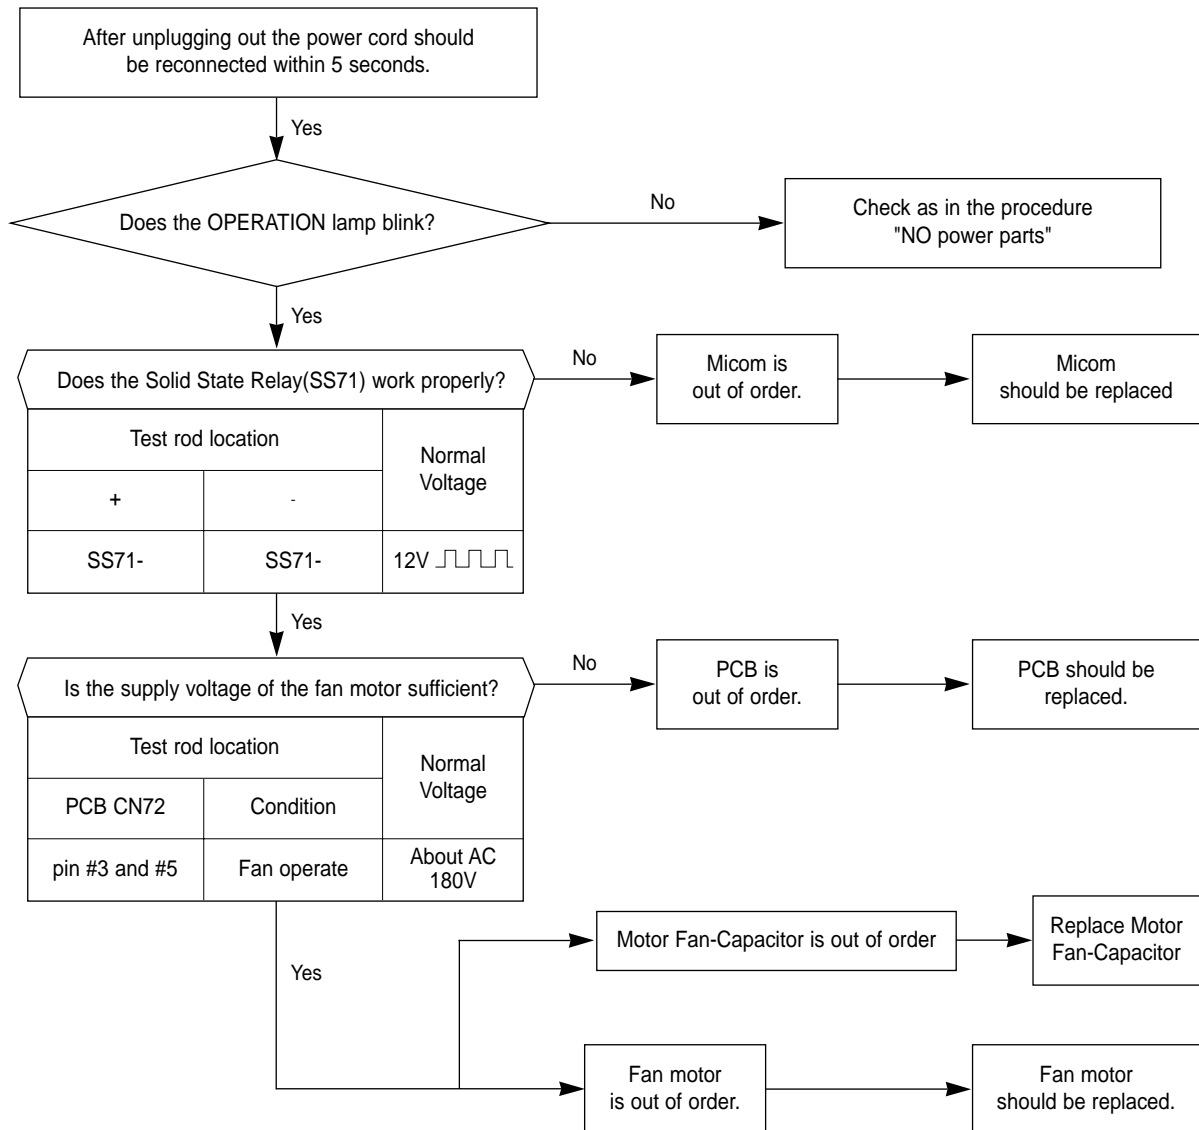 After unplugging out the power cord should
be reconnected within 5 seconds.
Yes
Does the OPERATION lamp blink?
No
Check as in the procedure
"NO power parts"
Yes
Does the Solid State Relay(SS71) work properly?
No
Micom is
out of order.
Micom
should be replaced
Test rod location
Normal
Voltage
+
-
SS71-
SS71-
12V
Yes
Is the supply voltage of the fan motor sufficient?
No
PCB is
out of order.
PCB should be
replaced.
Test rod location
Normal
Voltage
PCB CN72
Condition
pin #3 and #5
Fan operate
About AC
180V
Yes
Motor Fan-Capacitor is out of order
Replace Motor
Fan-Capacitor
Fan motor
is out of order.
Fan motor
should be replaced.